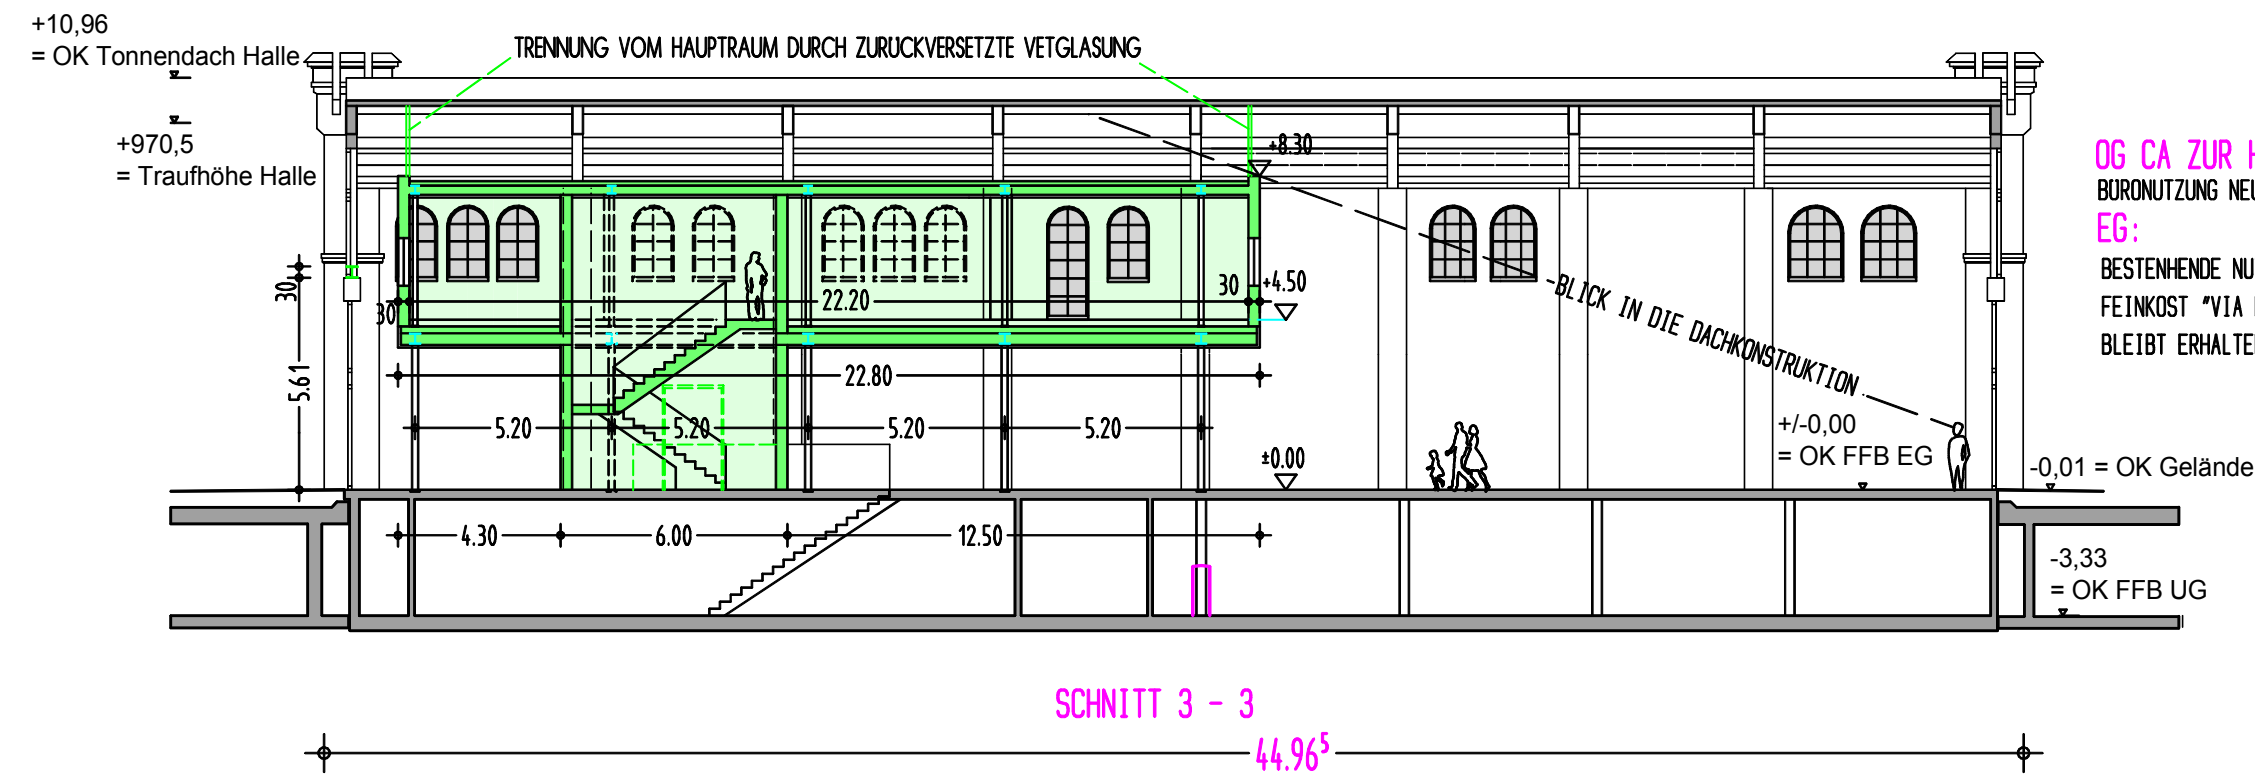 +10,96
= OK Tonnendach Halle
TRENNUNG VOM HAUPTRAUM DURCH ZURÜCKVERSETZTE VETGLASUNG
+970,5
= Traufhöhe Halle
+8.30
OG CA ZUR
BÜRONUTZUNG
EG:
BESTENHENDE
FEINKOST "VIA
BLEIBT
30
30
22.20
30
+4.50
BLICK IN DIE DACHKONSTRUKTION
5.61
22.80
5.20
5.20
5.20
5.20
±0.00
+/-0,00
= OK FFB EG
-0,01 = OK Gelände
4.30
6.00
12.50
-3,33
= OK FFB UG
SCHNITT 3 - 3
44.96⁵